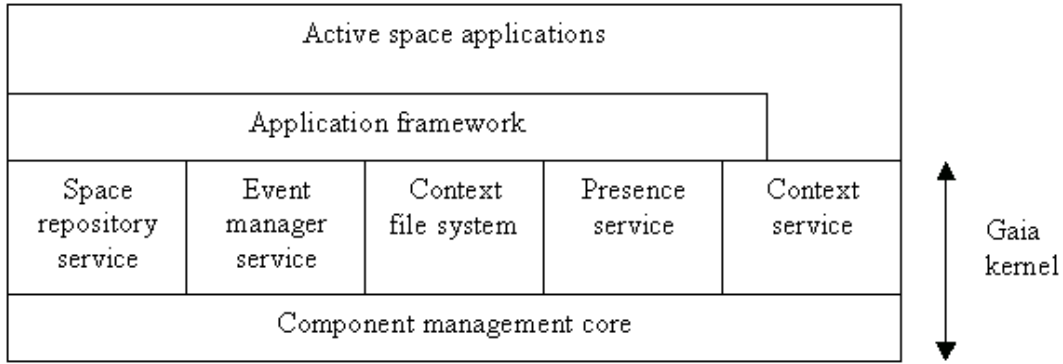 Active space applications
Application framework
Space
repository
service
Event
manager
service
Context
file system
Presence
service
Context
service
Gaia
kernel
Component management core